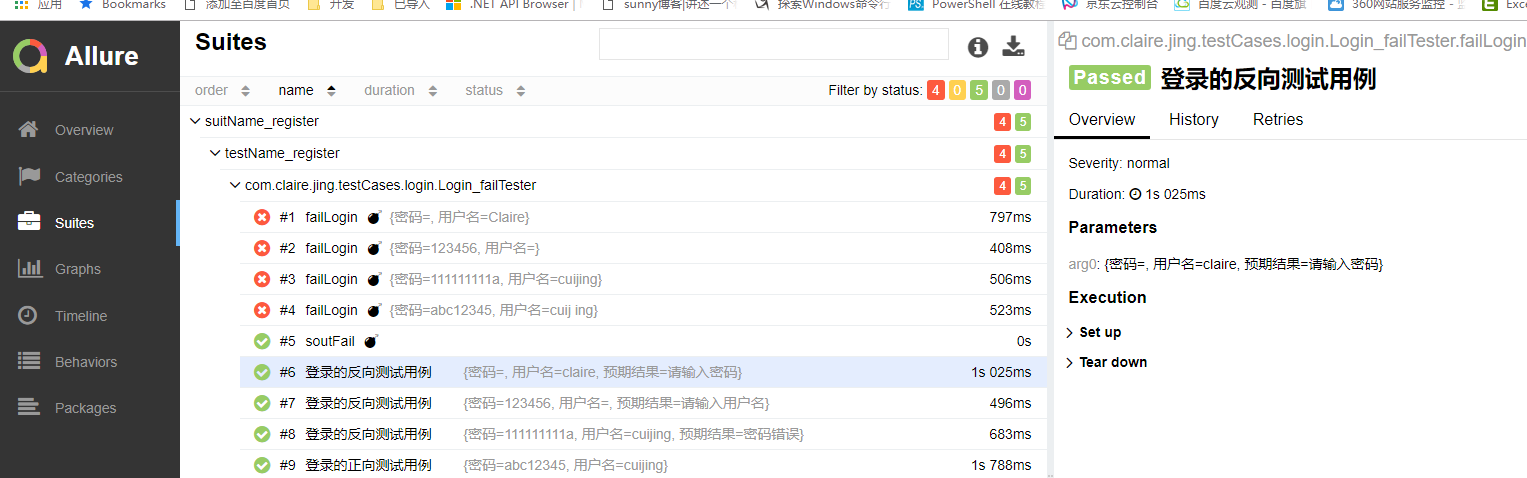 应用
Bookmarks
添加至百度首页
开发
已导入
.NET API Browser |
sunny博客|讲述一个
探索Windows命令行
PowerShell 在线教程
京东云控制台
百度云观测 - 百度旗
360网站服务监控 -
Exce
Allure
Overview
Categories
Suites
Graphs
Timeline
Behaviors
Packages
Suites
order name duration status Filter by status: 4 0 5 0 0
suitName_register 4 5
testName_register 4 5
com.claire.jing.testCases.login.Login_failTester 4 5
#1 failLogin {密码=, 用户名=Claire} 797ms
#2 failLogin {密码=123456, 用户名=} 408ms
#3 failLogin {密码=111111111a, 用户名=cuijing} 506ms
#4 failLogin {密码=abc12345, 用户名=cuij ing} 523ms
#5 soutFail 0s
#6 登录的反向测试用例 {密码=, 用户名=claire, 预期结果=请输入密码} 1s 025ms
#7 登录的反向测试用例 {密码=123456, 用户名=, 预期结果=请输入用户名} 496ms
#8 登录的反向测试用例 {密码=111111111a, 用户名=cuijing, 预期结果=密码错误} 683ms
#9 登录的正向测试用例 {密码=abc12345, 用户名=cuijing} 1s 788ms
com.claire.jing.testCases.login.Login_failTester.failLogin
Passed 登录的反向测试用例
Overview History Retries
Severity: normal
Duration: 1s 025ms
Parameters
arg0: {密码=, 用户名=claire, 预期结果=请输入密码}
Execution
Set up
Tear down